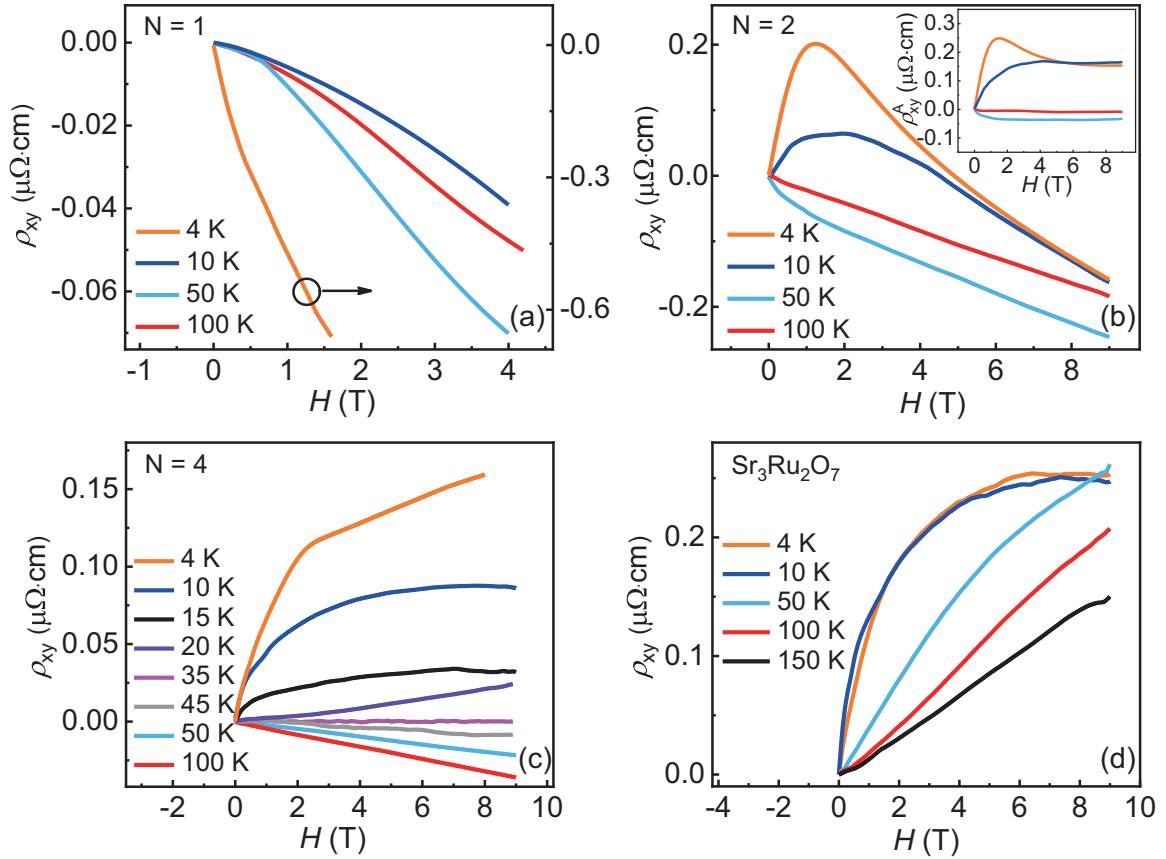 N = 1
0.00
-0.02
-0.04
-0.06
0.0
-0.3
-0.6
ρxy (μΩ·cm)
4 K
10 K
50 K
100 K
(a)
-1 0 1 2 3 4
H (T)
N = 2
0.2
0.0
-0.2
ρxy (μΩ·cm)
4 K
10 K
50 K
100 K
(b)
0 2 4 6 8
H (T)
0.3
0.2
0.1
0.0
-0.1
ρAxy (μΩ·cm)
0 2 4 6 8
H (T)
N = 4
0.15
0.10
0.05
0.00
ρxy (μΩ·cm)
4 K
10 K
15 K
20 K
35 K
45 K
50 K
100 K
(c)
-2 0 2 4 6 8 10
H (T)
Sr3Ru2O7
0.2
0.1
0.0
ρxy (μΩ·cm)
4 K
10 K
50 K
100 K
150 K
(d)
-4 -2 0 2 4 6 8 10
H (T)